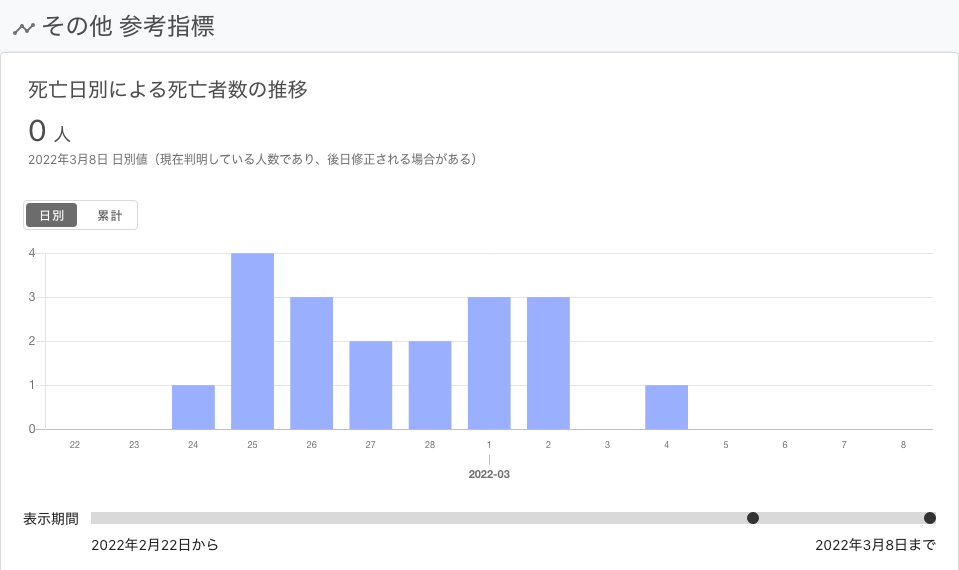 その他 参考指標
死亡日別による死亡者数の推移
0 人
2022年3月8日 日別値（現在判明している人数であり、後日修正される場合がある）
日別 累計
4
3
2
1
0
22 23 24 25 26 27 28 1 2 3 4 5 6 7 8
2022-03
表示期間
2022年2月22日から 2022年3月8日まで